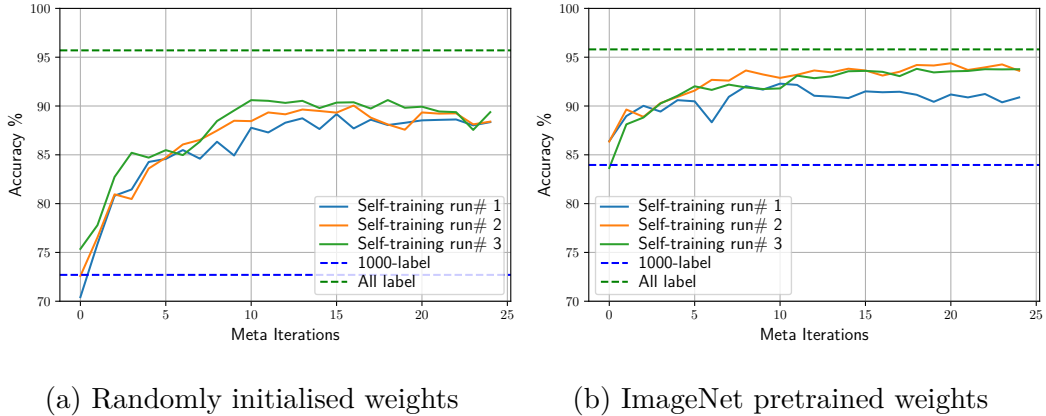 100
95
90
85
80
75
70
0
5
10
15
20
25
Accuracy %
Meta Iterations
Self-training run# 1
Self-training run# 2
Self-training run# 3
1000-label
All label
(a) Randomly initialised weights
100
95
90
85
80
75
70
0
5
10
15
20
25
Accuracy %
Meta Iterations
Self-training run# 1
Self-training run# 2
Self-training run# 3
1000-label
All label
(b) ImageNet pretrained weights